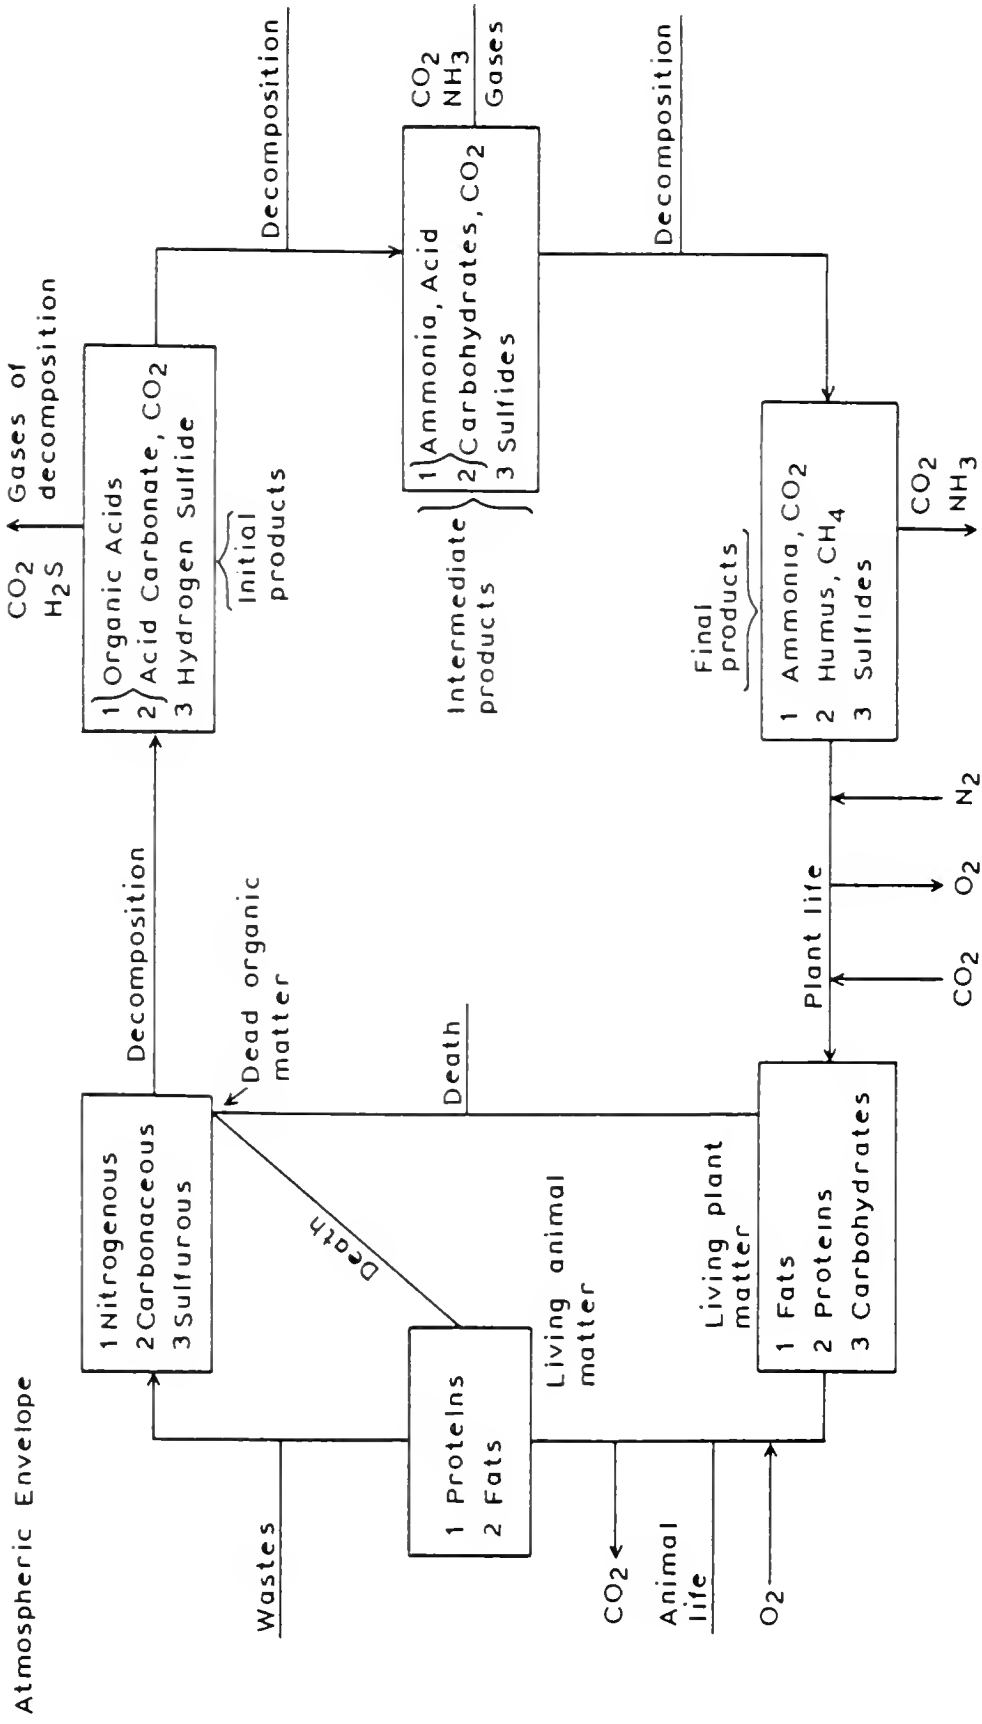 Atmospheric Envelope
CO2
H2S
Gases of
decomposition
1 Nitrogenous
2 Carbonaceous
3 Sulfurous
Decomposition
1} Organic Acids
2} Acid Carbonate, CO2
3 Hydrogen Sulfide
Initial
products
Decomposition
Dead organic
matter
Wastes
Death
Death
1 Proteins
2 Fats
Living animal
matter
Intermediate
products
1} Ammonia, Acid
2} Carbohydrates, CO2
3 Sulfides
CO2
NH3
Gases
Decomposition
CO2
Animal
life
O2
Living plant
matter
1 Fats
2 Proteins
3 Carbohydrates
Plant life
CO2
O2
N2
Final
products
1 Ammonia, CO2
2 Humus, CH4
3 Sulfides
CO2
NH3